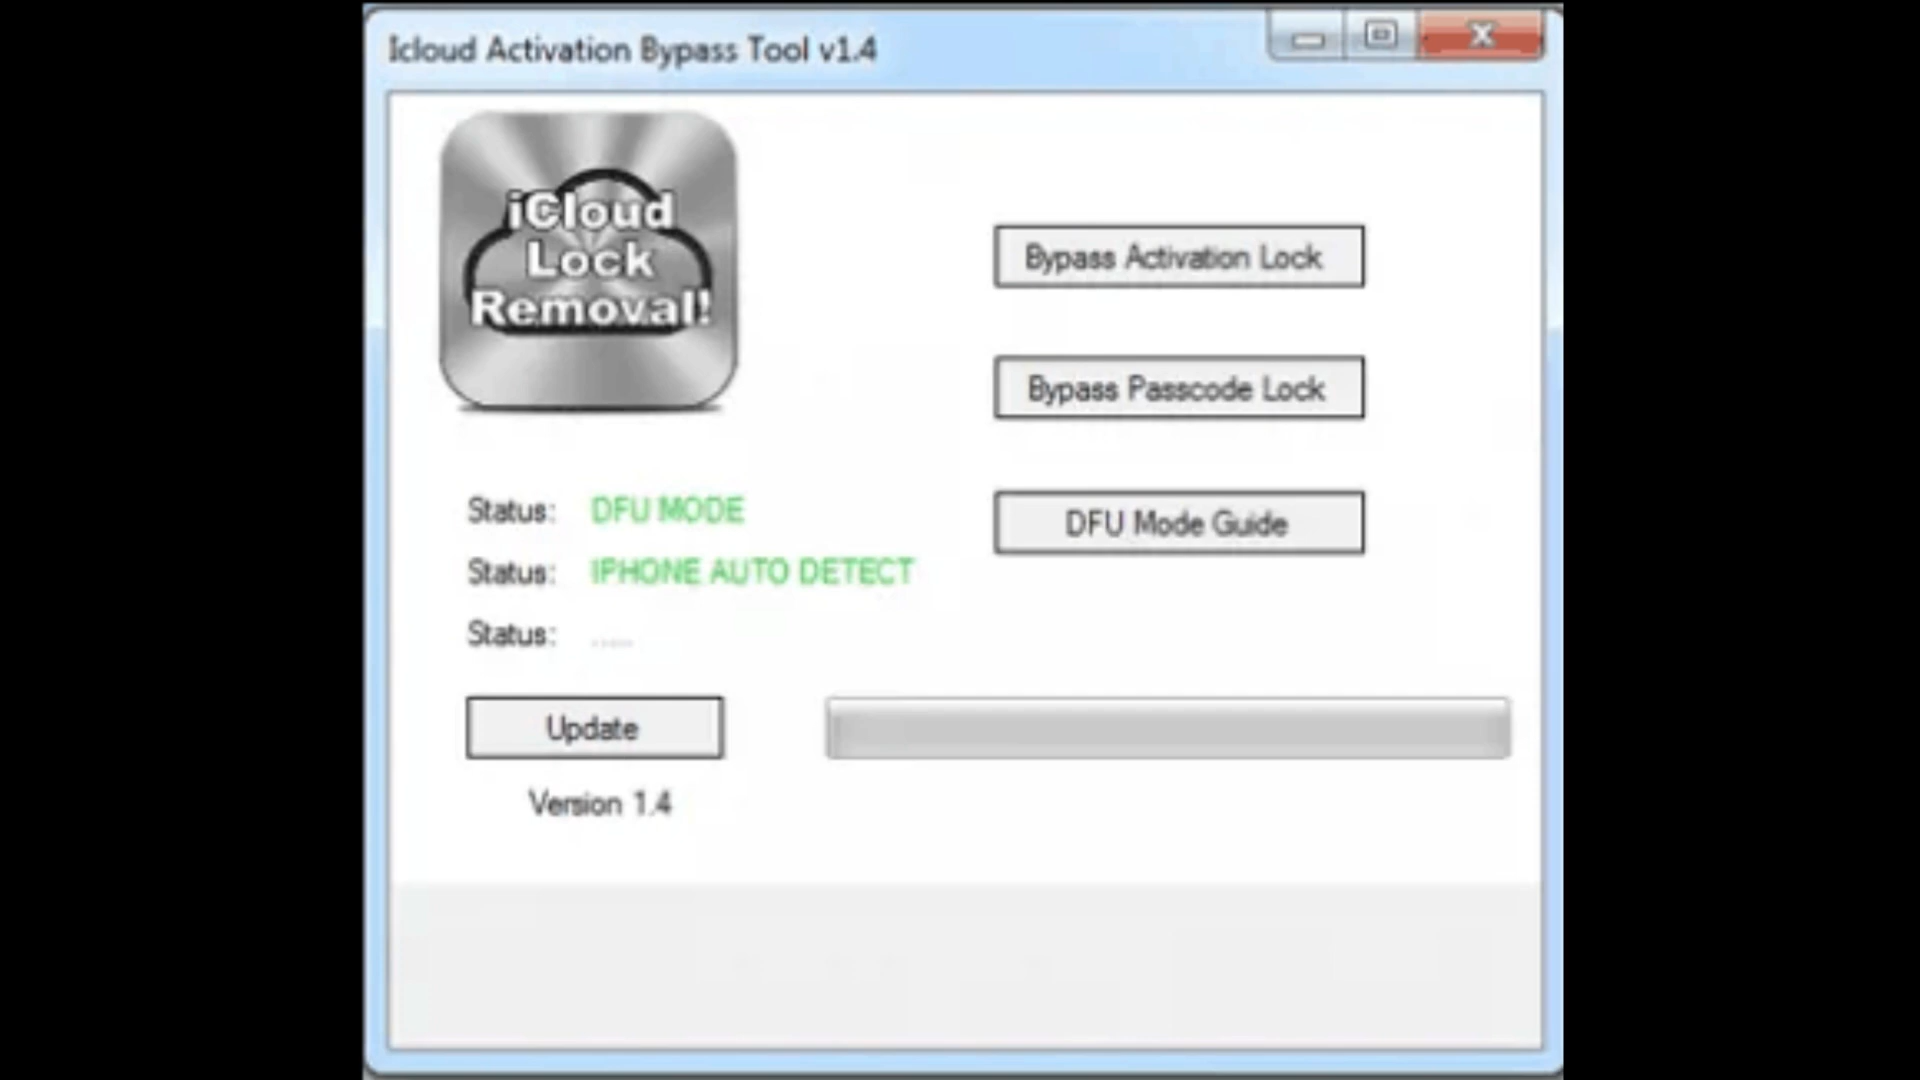 Icloud Activation Bypass Tool v1.4
iCloud
Lock
Removal!
Bypass Activation Lock
Bypass Passcode Lock
DFU Mode Guide
Status: DFU MODE
Status: IPHONE AUTO DETECT
Status: .....
Update
Version 1.4